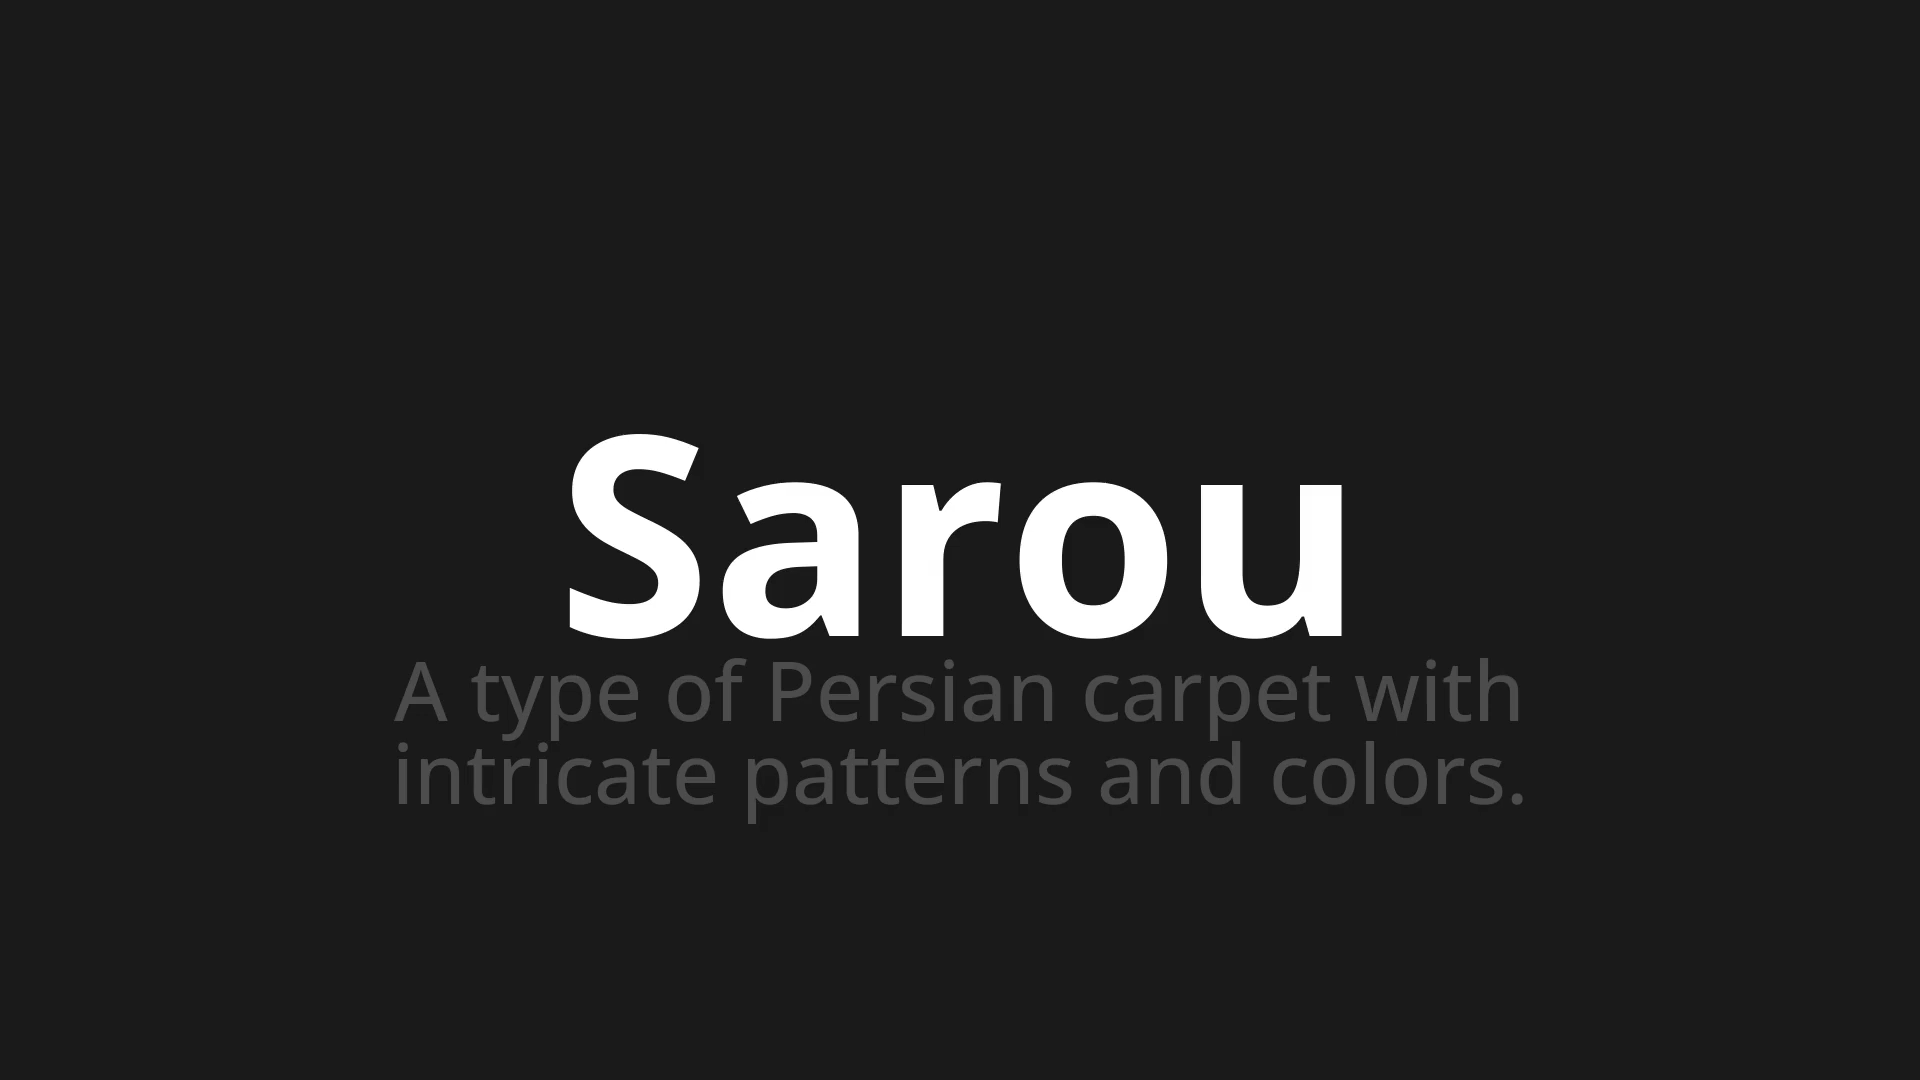 Sarou
A type of Persian carpet with
intricate patterns and colors.